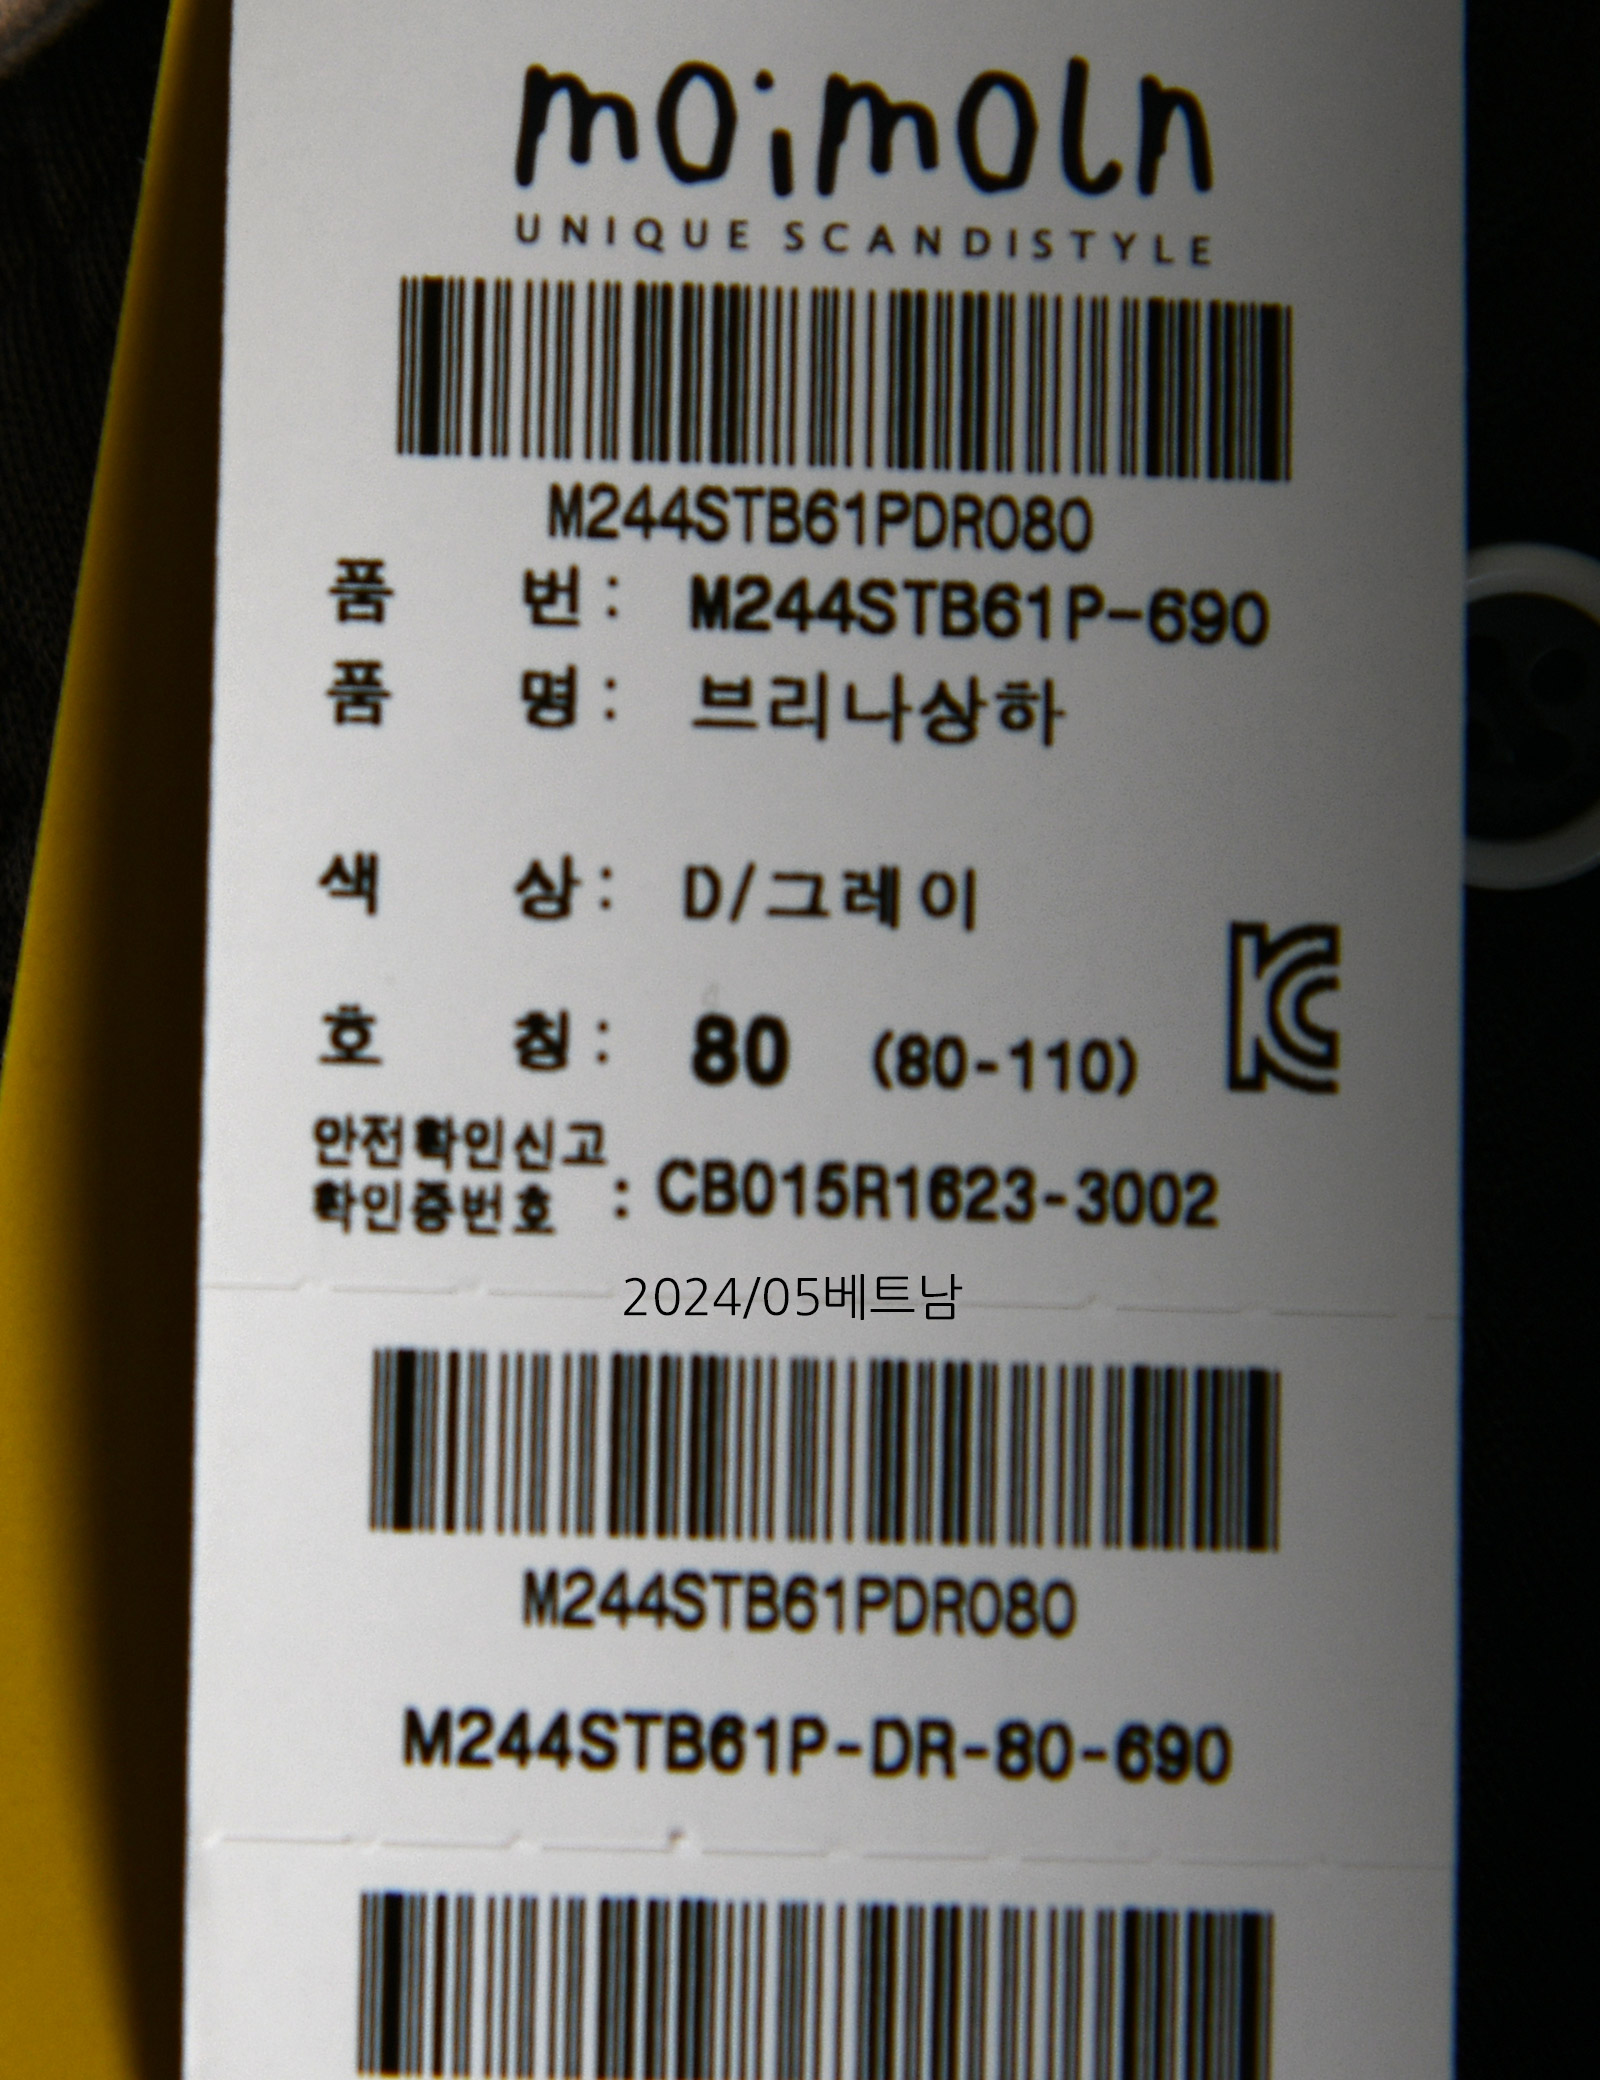 moimoln
UNIQUE SCANDISTYLE
M244STB61PDR080
품 번 : M244STB61P-690
품 명 : 브리나상하
색 상 : D/그레이
호 칭 : 80 (80-110)
안전확인신고
확인증번호 : CB015R1623-3002
2024/05베트남
M244STB61PDR080
M244STB61P-DR-80-690